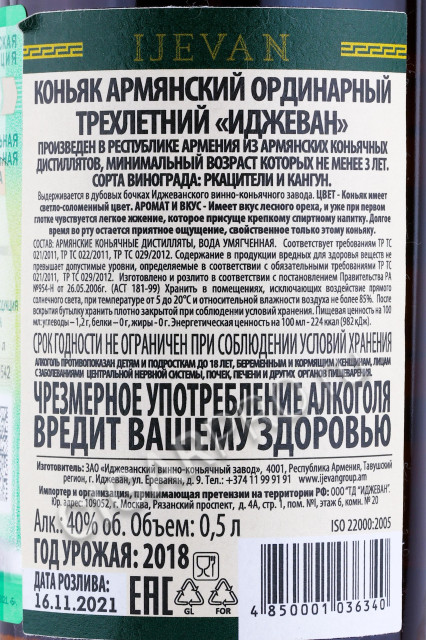 IJEVAN
КОНЬЯК АРМЯНСКИЙ ОРДИНАРНЫЙ
ТРЕХЛЕТНИЙ «ИДЖЕВАН»
ПРОИЗВЕДЕН В РЕСПУБЛИКЕ АРМЕНИЯ ИЗ АРМЯНСКИХ КОНЬЯЧНЫХ
ДИСТИЛЛЯТОВ, МИНИМАЛЬНЫЙ ВОЗРАСТ КОТОРЫХ НЕ МЕНЕЕ 3 ЛЕТ.
СОРТА ВИНОГРАДА: РКАЦИТЕЛИ И КАНГУН.
Выдерживается в дубовых бочках Иджеванского винно-коньячного завода. ЦВЕТ - Коньяк имеет
светло-соломенный цвет. АРОМАТ И ВКУС - Имеет вкус лесного ореха, и уже при первом
глотке чувствуется легкое жжение, которое присуще крепкому спиртному напитку. Долгое
время во рту остается приятное ощущение, свойственное только этому коньяку.
СОСТАВ: АРМЯНСКИЕ КОНЬЯЧНЫЕ ДИСТИЛЛЯТЫ, ВОДА УМЯГЧЕННАЯ. Соответствует требованиям ТР ТС
021/2011, ТР ТС 022/2011, ТР ТС 029/2012. Содержание в продукции вредных для здоровья веществ не
превышает допустимые уровни, определяемые в соответствии с обязательными требованиями ТР ТС
021/2011, ТР ТС 029/2012. Изготовлено и розлито в соответствии с постановлением Правительства РА
№954-Н от 26.05.2006г. (АСТ 181-99) Хранить в помещениях, исключающих воздействие прямого
солнечного света, при температуре от 5 до 20°C и относительной влажности воздуха не более 85%. После
вскрытия бутылку хранить плотно закрытой при соблюдении условий хранения. Пищевая ценность на 100
мл: углеводы – 1,2 г, белки – 0 г, жиры - 0 г. Энергетическая ценность на 100 мл - 224 ккал (982 кДж).
СРОК ГОДНОСТИ НЕ ОГРАНИЧЕН ПРИ СОБЛЮДЕНИИ УСЛОВИЙ ХРАНЕНИЯ
АЛКОГОЛЬ ПРОТИВОПОКАЗАН ДЕТЯМ И ПОДРОСТКАМ ДО 18 ЛЕТ, БЕРЕМЕННЫМ И КОРМЯЩИМ ЖЕНЩИНАМ, ЛИЦАМ
С ЗАБОЛЕВАНИЯМИ ЦЕНТРАЛЬНОЙ НЕРВНОЙ СИСТЕМЫ, ПОЧЕК, ПЕЧЕНИ И ДРУГИХ ОРГАНОВ ПИЩЕВАРЕНИЯ.
ЧРЕЗМЕРНОЕ УПОТРЕБЛЕНИЕ АЛКОГОЛЯ
ВРЕДИТ ВАШЕМУ ЗДОРОВЬЮ
Изготовитель: ЗАО «Иджеванский винно-коньячный завод», 4001, Республика Армения, Тавушский
регион, г. Иджеван, ул. Ереванян, д. 9. Тел.: +374 11 99 91 91 www.ijevangroup.am
Импортер и организация, принимающая претензии на территории РФ: ООО "ТД "ИДЖЕВАН".
Юр. адрес: 109052, г. Москва, Рязанский проспект, д. 4А, стр. 1, пом. №I, этаж 6, комн. № 20
Алк. 40% об. Объем: 0,5 л
ISO 22000:2005
ГОД УРОЖАЯ: 2018
ДАТА РОЗЛИВА:
16.11.2021
EAC
GL
FOR
4 850001 036340